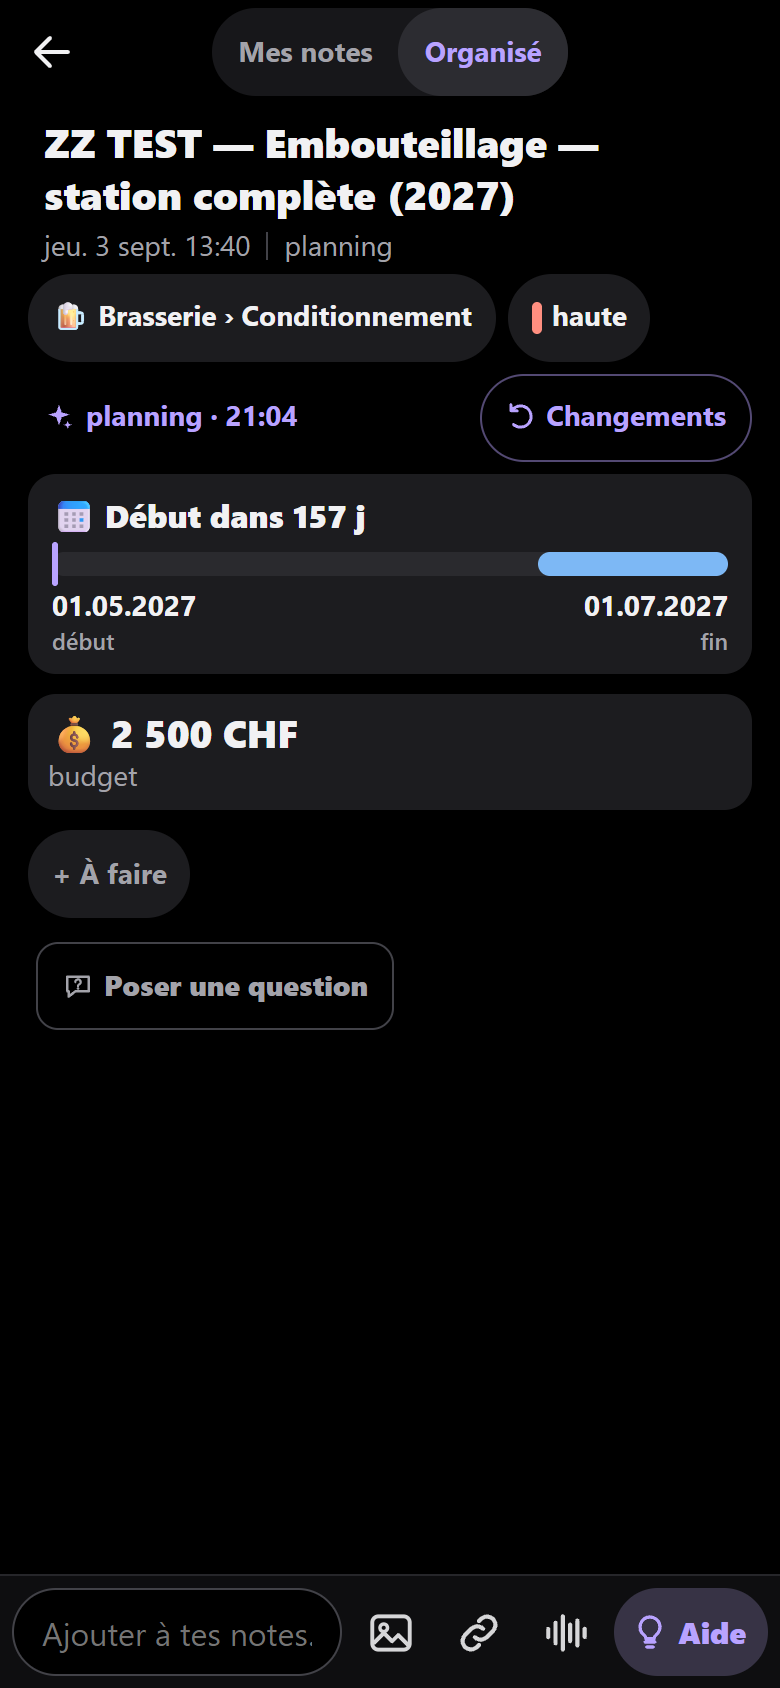 Mes notes
Organisé
ZZ TEST — Embouteillage —
station complète (2027)
jeu. 3 sept. 13:40 | planning
Brasserie › Conditionnement
haute
planning · 21:04
Changements
Début dans 157 j
01.05.2027
01.07.2027
début
fin
2 500 CHF
budget
+ À faire
Poser une question
Ajouter à tes notes.
Aide